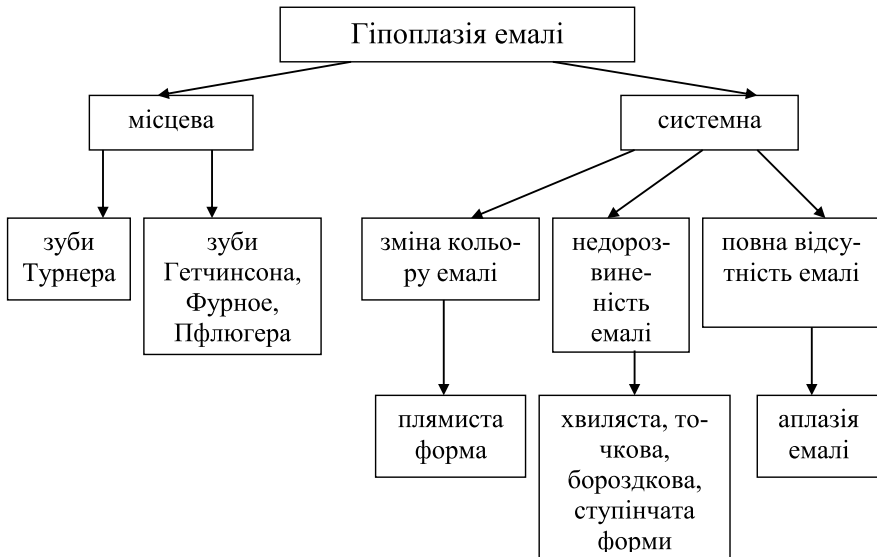 Гіпоплазія емалі
місцева
системна
зуби
Турнера
зуби
Гетчинсона,
Фурное,
Пфлюгера
зміна кольо-
ру емалі
недороз-
вине-
ність
емалі
повна відсу-
тність емалі
плямиста
форма
хвиляста, то-
чкова,
бороздкова,
ступінчата
форми
аплазія
емалі